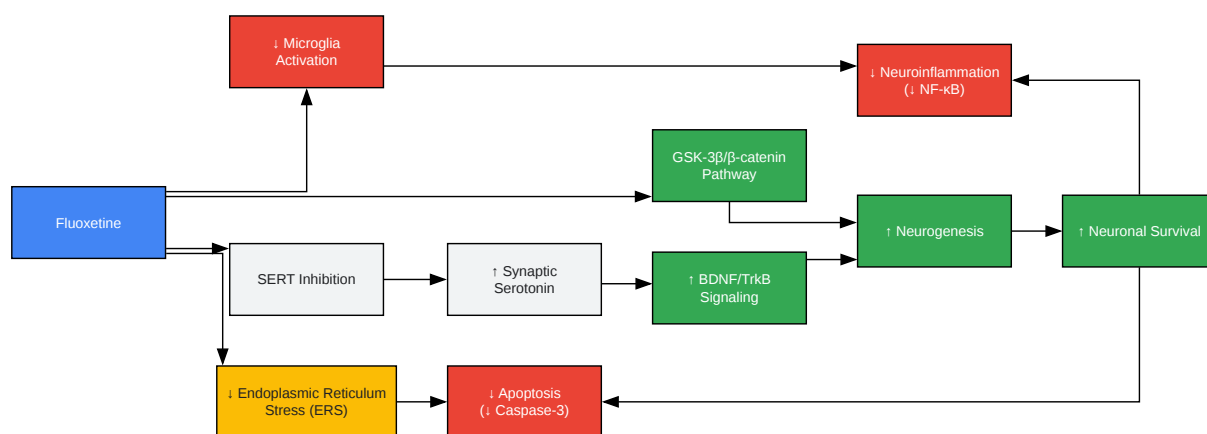 ↓ Microglia
Activation
↓ Neuroinflammation
(↓ NF-κB)
GSK-3β/β-catenin
Pathway
Fluoxetine
↑ Neurogenesis
↑ Neuronal Survival
SERT Inhibition
↑ Synaptic
Serotonin
↑ BDNF/TrkB
Signaling
↓ Endoplasmic Reticulum
Stress (ERS)
↓ Apoptosis
(↓ Caspase-3)